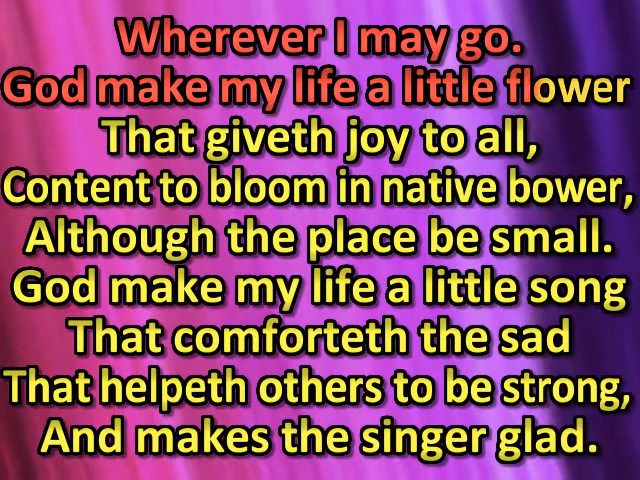 Wherever I may go.
God make my life a little flower
That giveth joy to all,
Content to bloom in native bower,
Although the place be small.
God make my life a little song
That comforteth the sad
That helpeth others to be strong,
And makes the singer glad.